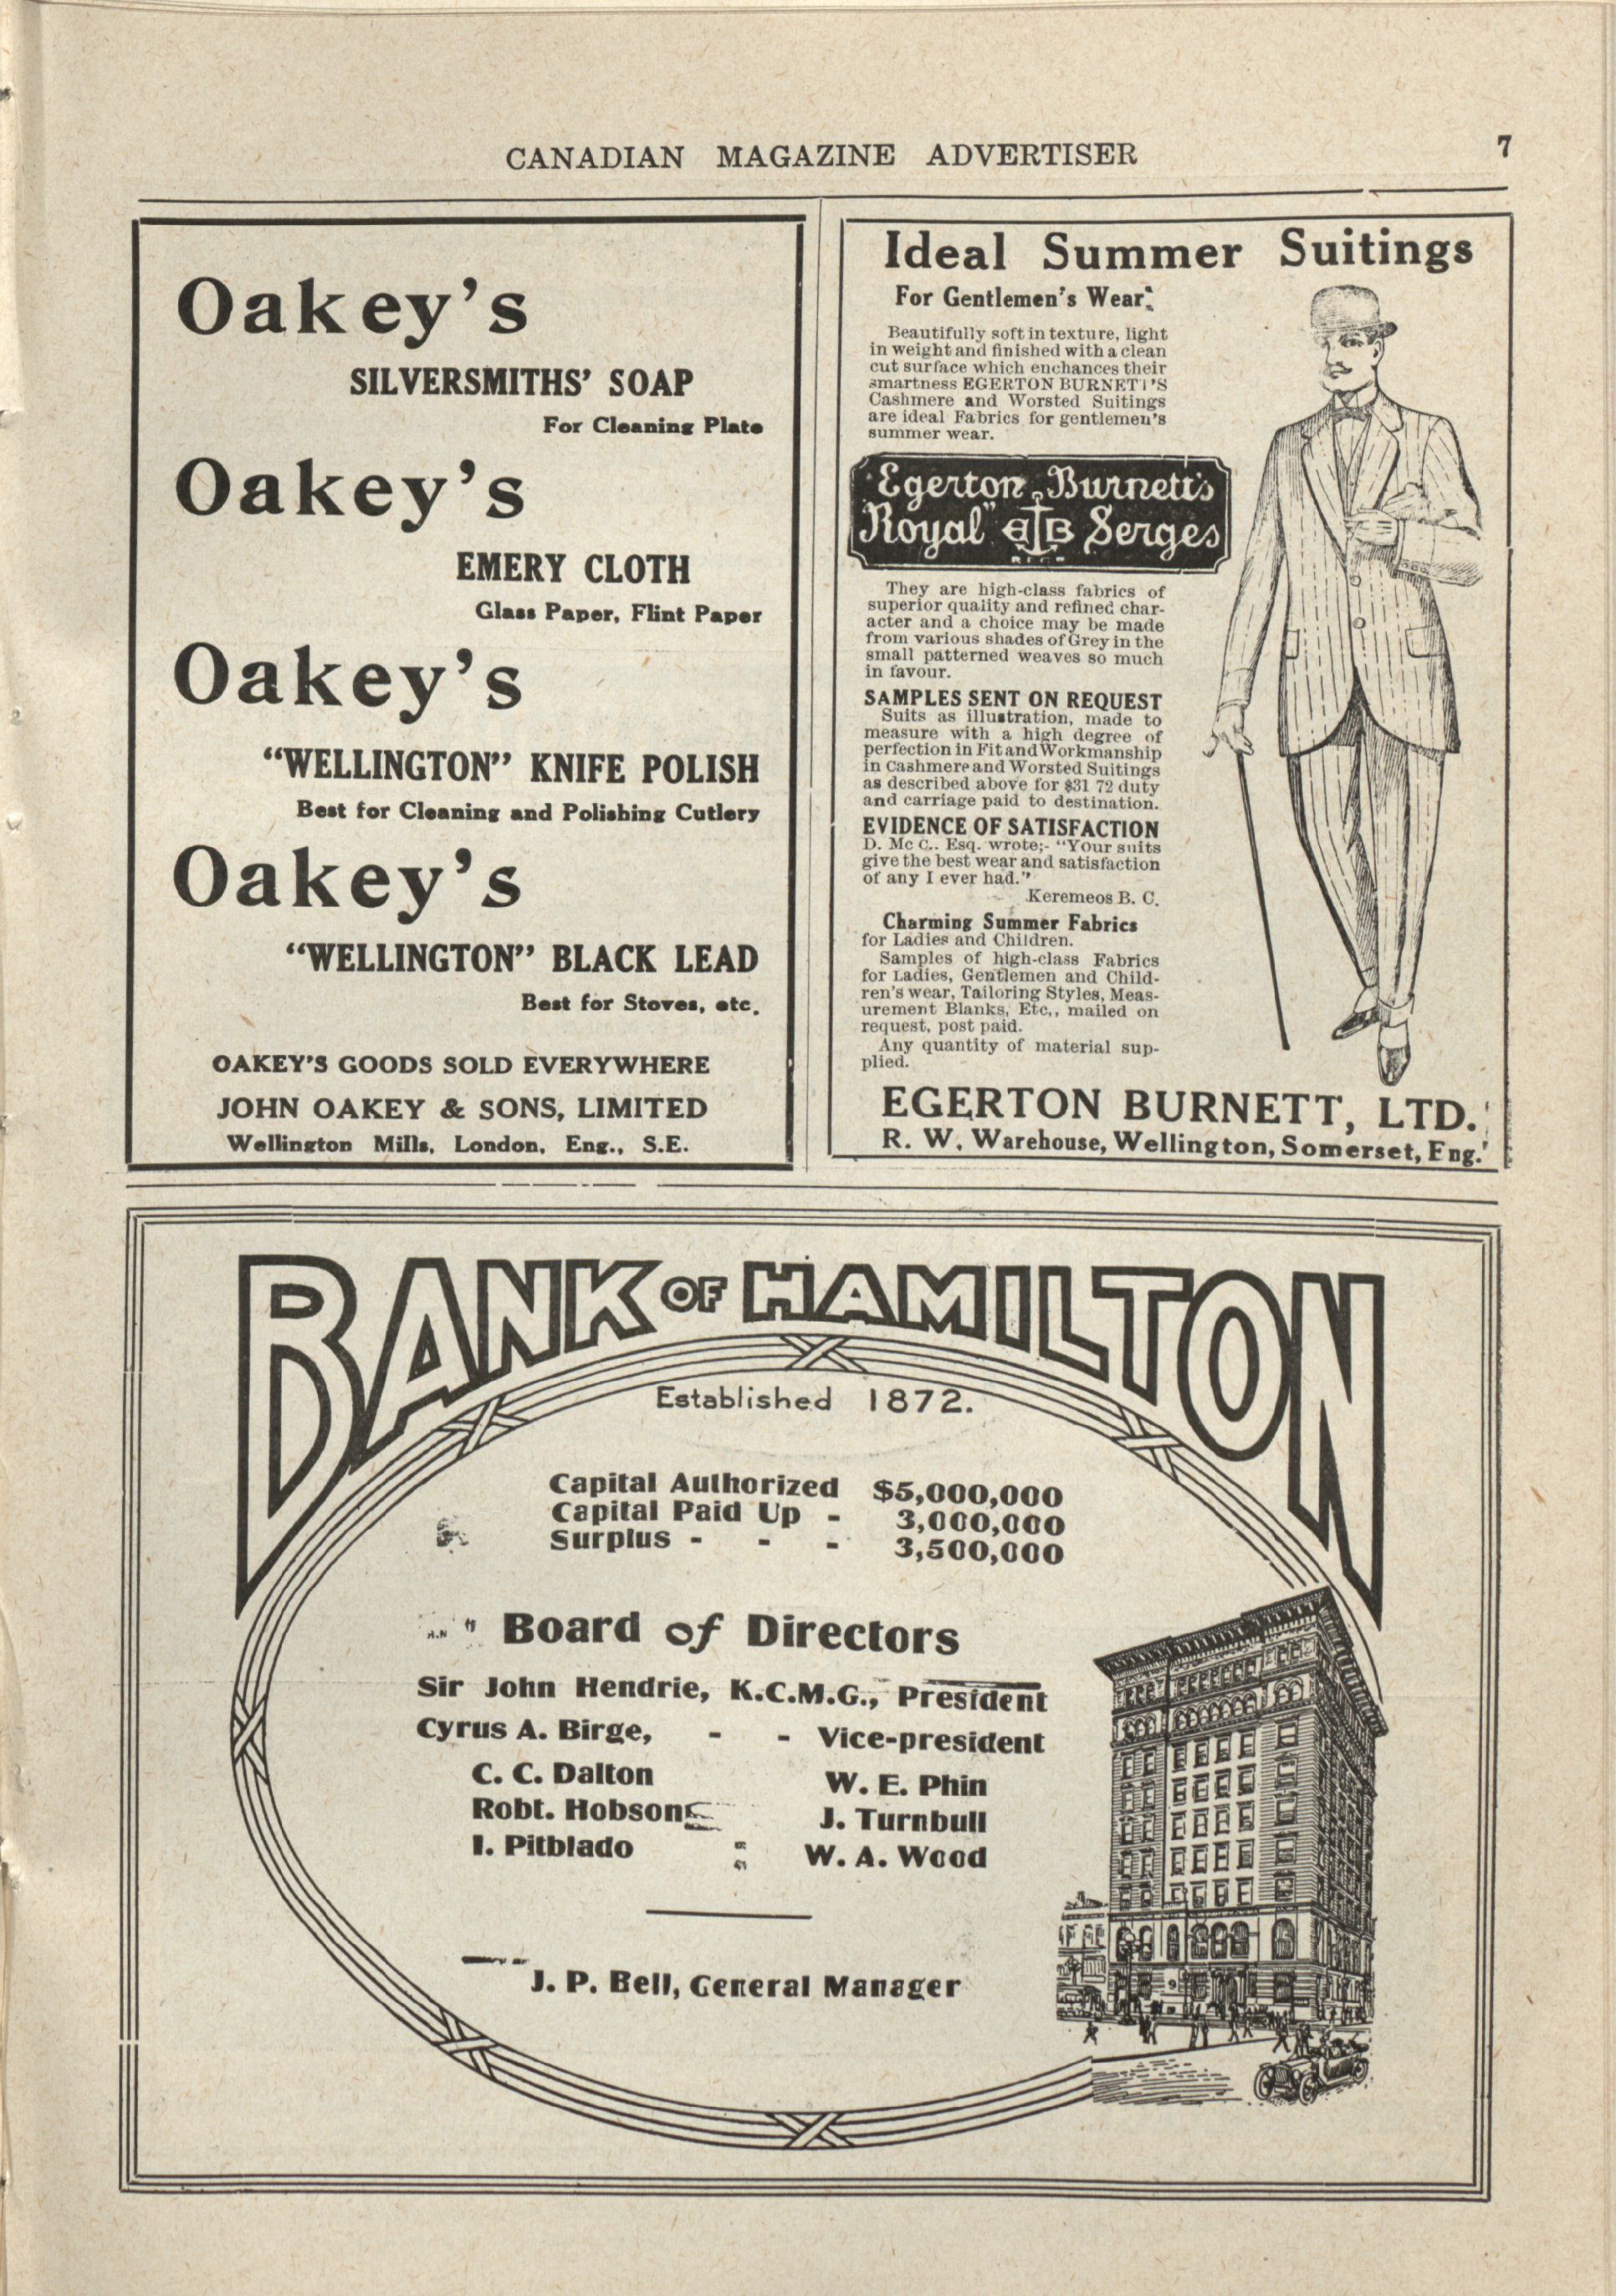 CANADIAN MAGAZINE ADVERTISER
7
Oakey's
SILVERSMITHS' SOAP
For Cleaning Plate
Oakey's
EMERY CLOTH
Glass Paper, Flint Paper
Oakey's
"WELLINGTON" KNIFE POLISH
Best for Cleaning and Polishing Cutlery
Oakey's
"WELLINGTON" BLACK LEAD
Best for Stoves, etc.
OAKEY'S GOODS SOLD EVERYWHERE
JOHN OAKEY & SONS, LIMITED
Wellington Mills, London, Eng., S.E.
Ideal Summer Suitings
For Gentlemen's Wear
Beautifully soft in texture, light
in weight and finished with a clean
cut surface which enchances their
smartness EGERTON BURNETT'S
Cashmere and Worsted Suitings
are ideal Fabrics for gentlemen's
summer wear.
Egerton Burnett's
Royal" EB Serges
They are high-class fabrics of
superior quality and refined char-
acter and a choice may be made
from various shades of Grey in the
small patterned weaves so much
in favour.
SAMPLES SENT ON REQUEST
Suits as illustration, made to
measure with a high degree of
perfection in Fit and Workmanship
in Cashmere and Worsted Suitings
as described above for $31 72 duty
and carriage paid to destination.
EVIDENCE OF SATISFACTION
D. Mc C.. Esq. wrote;- "Your suits
give the best wear and satisfaction
of any I ever had."
Keremeos B. C.
Charming Summer Fabrics
for Ladies and Children.
Samples of high-class Fabrics
for Ladies, Gentlemen and Child-
ren's wear, Tailoring Styles, Meas-
urement Blanks, Etc., mailed on
request, post paid.
Any quantity of material sup-
plied.
EGERTON BURNETT, LTD.
R. W. Warehouse, Wellington, Somerset, Eng.
BANK OF HAMILTON
Established 1872.
Capital Authorized $5,000,000
Capital Paid Up - 3,000,000
Surplus - - - 3,500,000
Board of Directors
Sir John Hendrie, K.C.M.G., President
Cyrus A. Birge, - - Vice-president
C. C. Dalton W. E. Phin
Robt. Hobson J. Turnbull
I. Pitblado W. A. Wood
J. P. Bell, General Manager